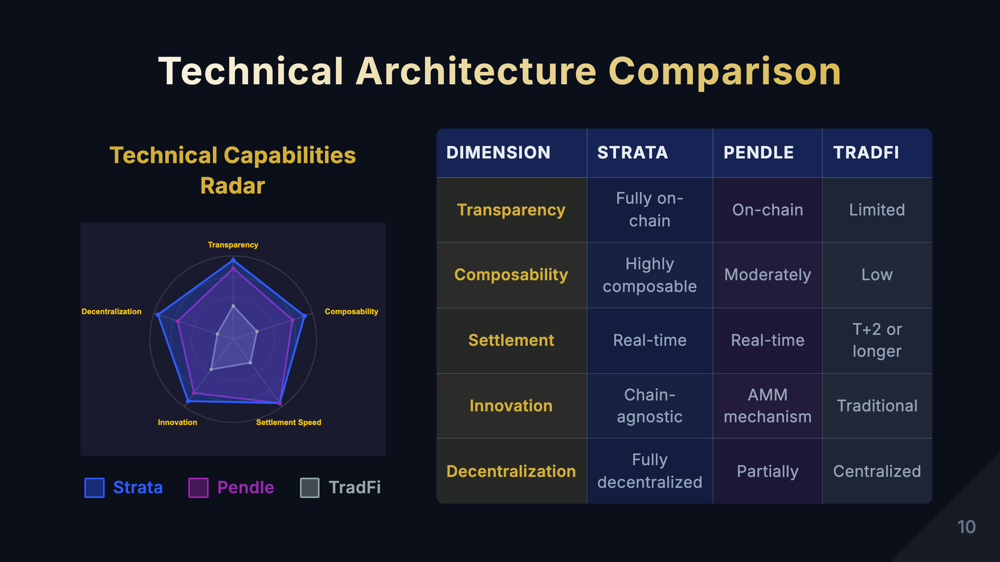 Technical Architecture Comparison
Technical Capabilities
Radar
Transparency
Decentralization
Composability
Innovation
Settlement Speed
Strata
Pendle
TradFi
DIMENSION STRATA PENDLE TRADFI
Transparency
Fully on-
chain
On-chain
Limited
Composability
Highly
composable
Moderately
Low
Settlement
Real-time
Real-time
T+2 or
longer
Innovation
Chain-
agnostic
AMM
mechanism
Traditional
Decentralization
Fully
decentralized
Partially
Centralized
10